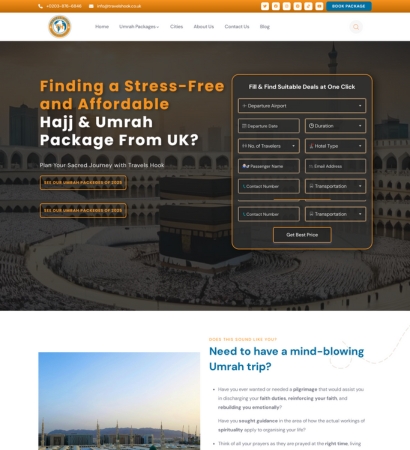 info@travelshook.co.uk
BOOK PACKAGE
Home
Umrah Packages
Cities
About Us
Contact Us
Blog
Finding a Stress-Free
and Affordable
Hajj & Umrah
Package From UK?
Plan Your Sacred Journey with Travels Hook
SEE OUR UMRAH PACKAGES OF
SEE OUR UMRAH PACKAGES OF
Fill & Find Suitable Deals at One Click
Departure Airport
Departure Date
Duration
No. of Travelers
Hotel Type
Passenger Name
Email Address
Contact Number
Transportation
Contact Number
Transportation
Get Best Price
DOES THIS SOUND LIKE YOU?
Need to have a mind-blowing
Umrah trip?
Have you ever wanted or needed a pilgrimage that would assist you
in discharging your faith duties, reinforcing your faith, and
rebuilding you emotionally?
Have you sought guidance in the area of how the actual workings of
spirituality apply to organising your life?
Think of all your prayers as they are prayed at the right time, living